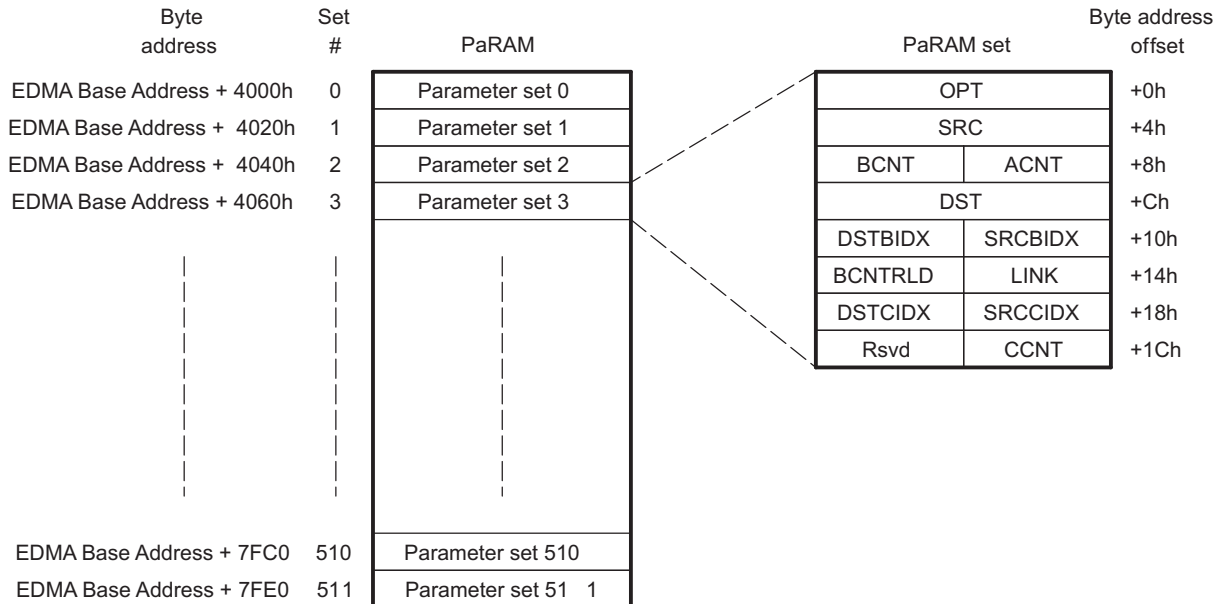 Byte address Set # PaRAM PaRAM set Byte address offset
EDMA Base Address + 4000h 0 Parameter set 0 OPT +0h
EDMA Base Address + 4020h 1 Parameter set 1 SRC +4h
EDMA Base Address + 4040h 2 Parameter set 2 BCNT ACNT +8h
EDMA Base Address + 4060h 3 Parameter set 3 DST +Ch
DSTBIDX SRCBIDX +10h
BCNTRLD LINK +14h
DSTCIDX SRCCIDX +18h
Rsvd CCNT +1Ch
EDMA Base Address + 7FC0 510 Parameter set 510
EDMA Base Address + 7FE0 511 Parameter set 51 1